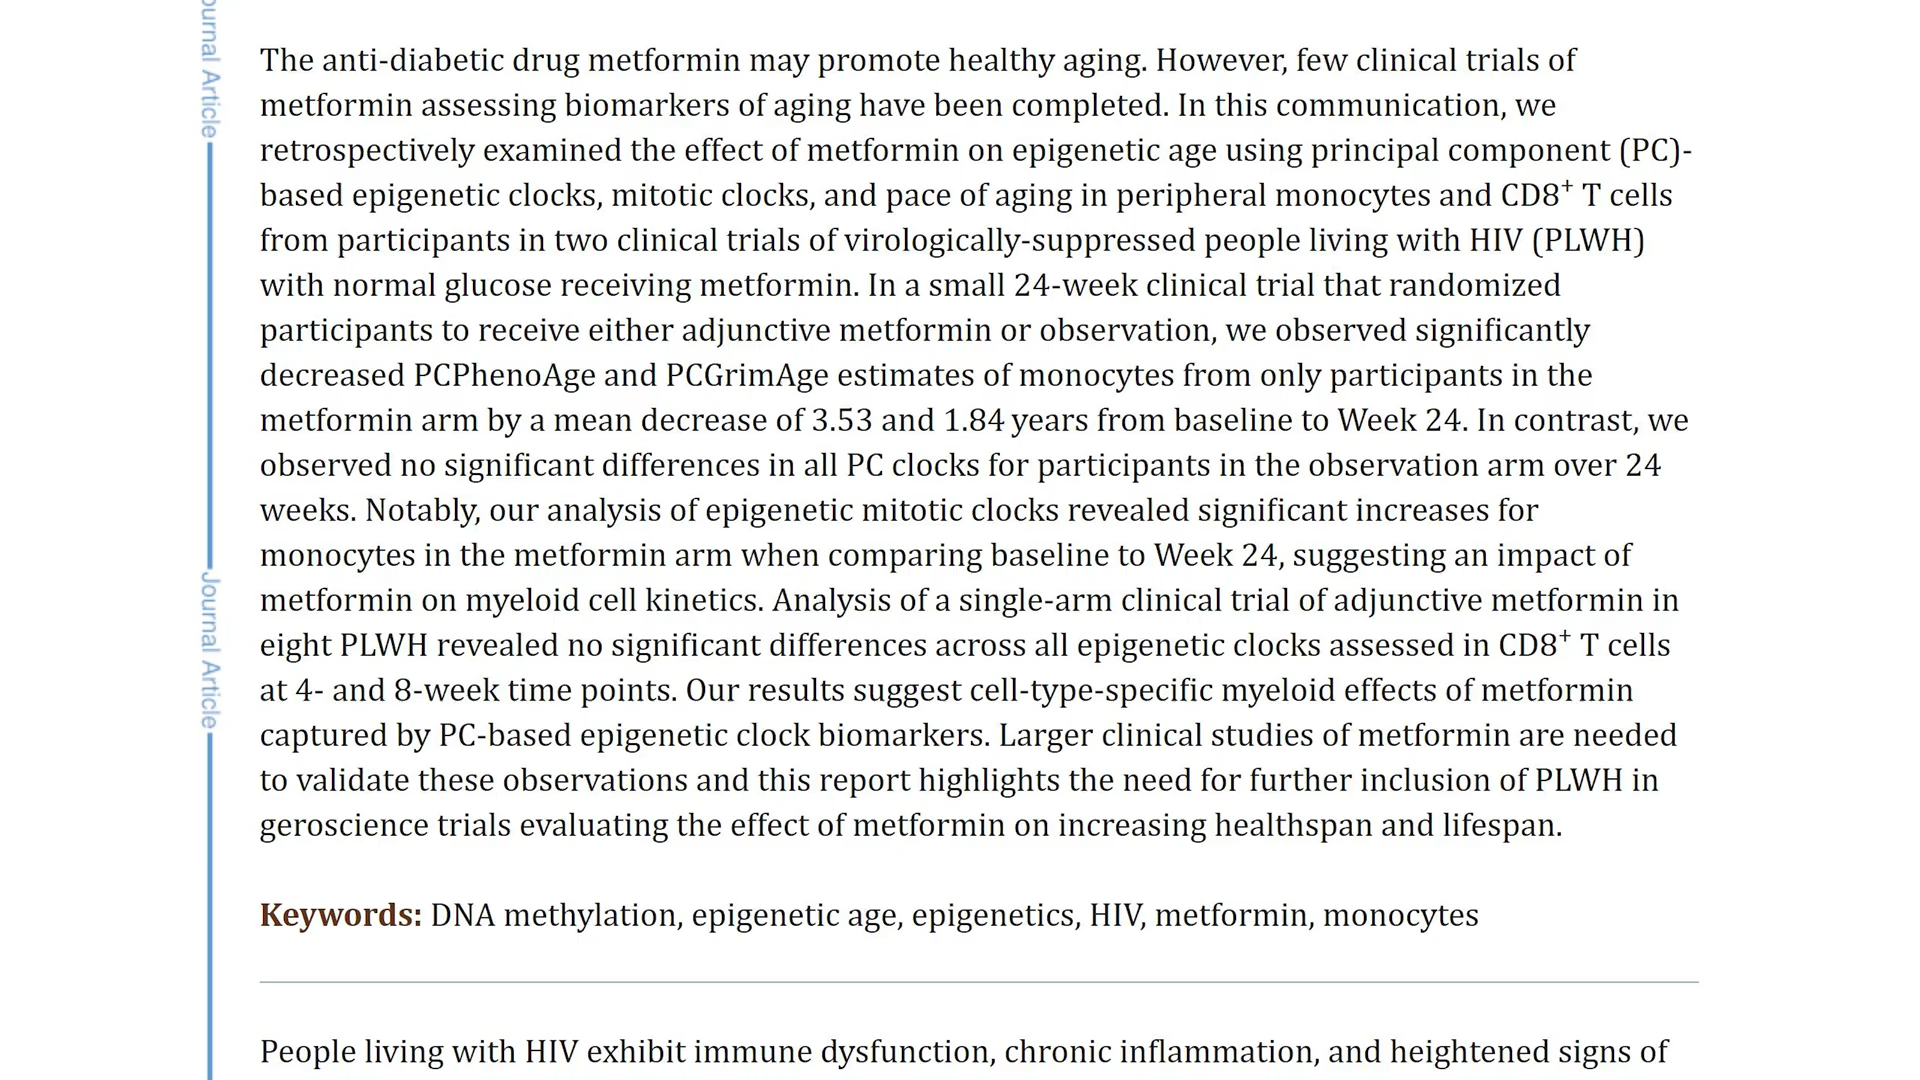 Journal Article
The anti-diabetic drug metformin may promote healthy aging. However, few clinical trials of
metformin assessing biomarkers of aging have been completed. In this communication, we
retrospectively examined the effect of metformin on epigenetic age using principal component (PC)-
based epigenetic clocks, mitotic clocks, and pace of aging in peripheral monocytes and CD8⁺ T cells
from participants in two clinical trials of virologically-suppressed people living with HIV (PLWH)
with normal glucose receiving metformin. In a small 24-week clinical trial that randomized
participants to receive either adjunctive metformin or observation, we observed significantly
decreased PCPhenoAge and PCGrimAge estimates of monocytes from only participants in the
metformin arm by a mean decrease of 3.53 and 1.84 years from baseline to Week 24. In contrast, we
observed no significant differences in all PC clocks for participants in the observation arm over 24
weeks. Notably, our analysis of epigenetic mitotic clocks revealed significant increases for
monocytes in the metformin arm when comparing baseline to Week 24, suggesting an impact of
metformin on myeloid cell kinetics. Analysis of a single-arm clinical trial of adjunctive metformin in
eight PLWH revealed no significant differences across all epigenetic clocks assessed in CD8⁺ T cells
at 4- and 8-week time points. Our results suggest cell-type-specific myeloid effects of metformin
captured by PC-based epigenetic clock biomarkers. Larger clinical studies of metformin are needed
to validate these observations and this report highlights the need for further inclusion of PLWH in
geroscience trials evaluating the effect of metformin on increasing healthspan and lifespan.
Keywords: DNA methylation, epigenetic age, epigenetics, HIV, metformin, monocytes
People living with HIV exhibit immune dysfunction, chronic inflammation, and heightened signs of